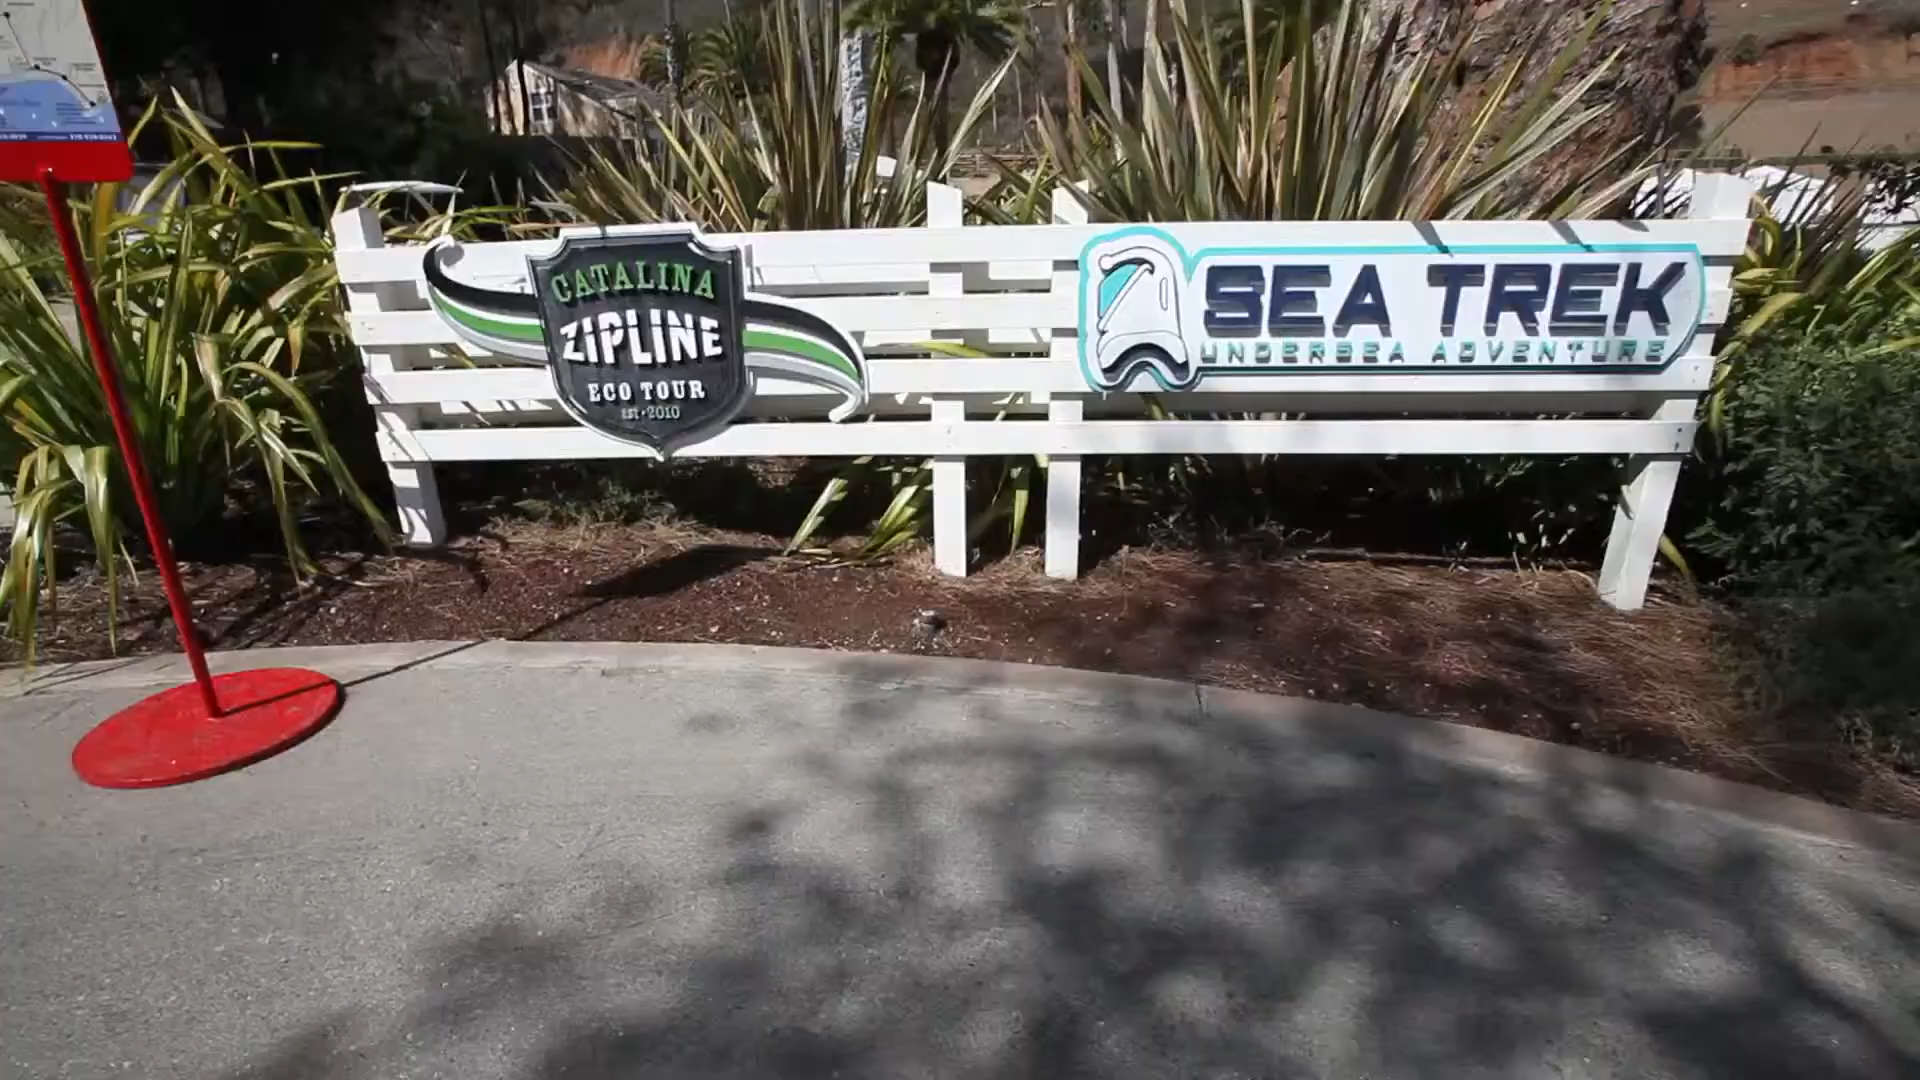 CATALINA
ZIPLINE
ECO TOUR
est•2010
SEA TREK
UNDERSEA ADVENTURE